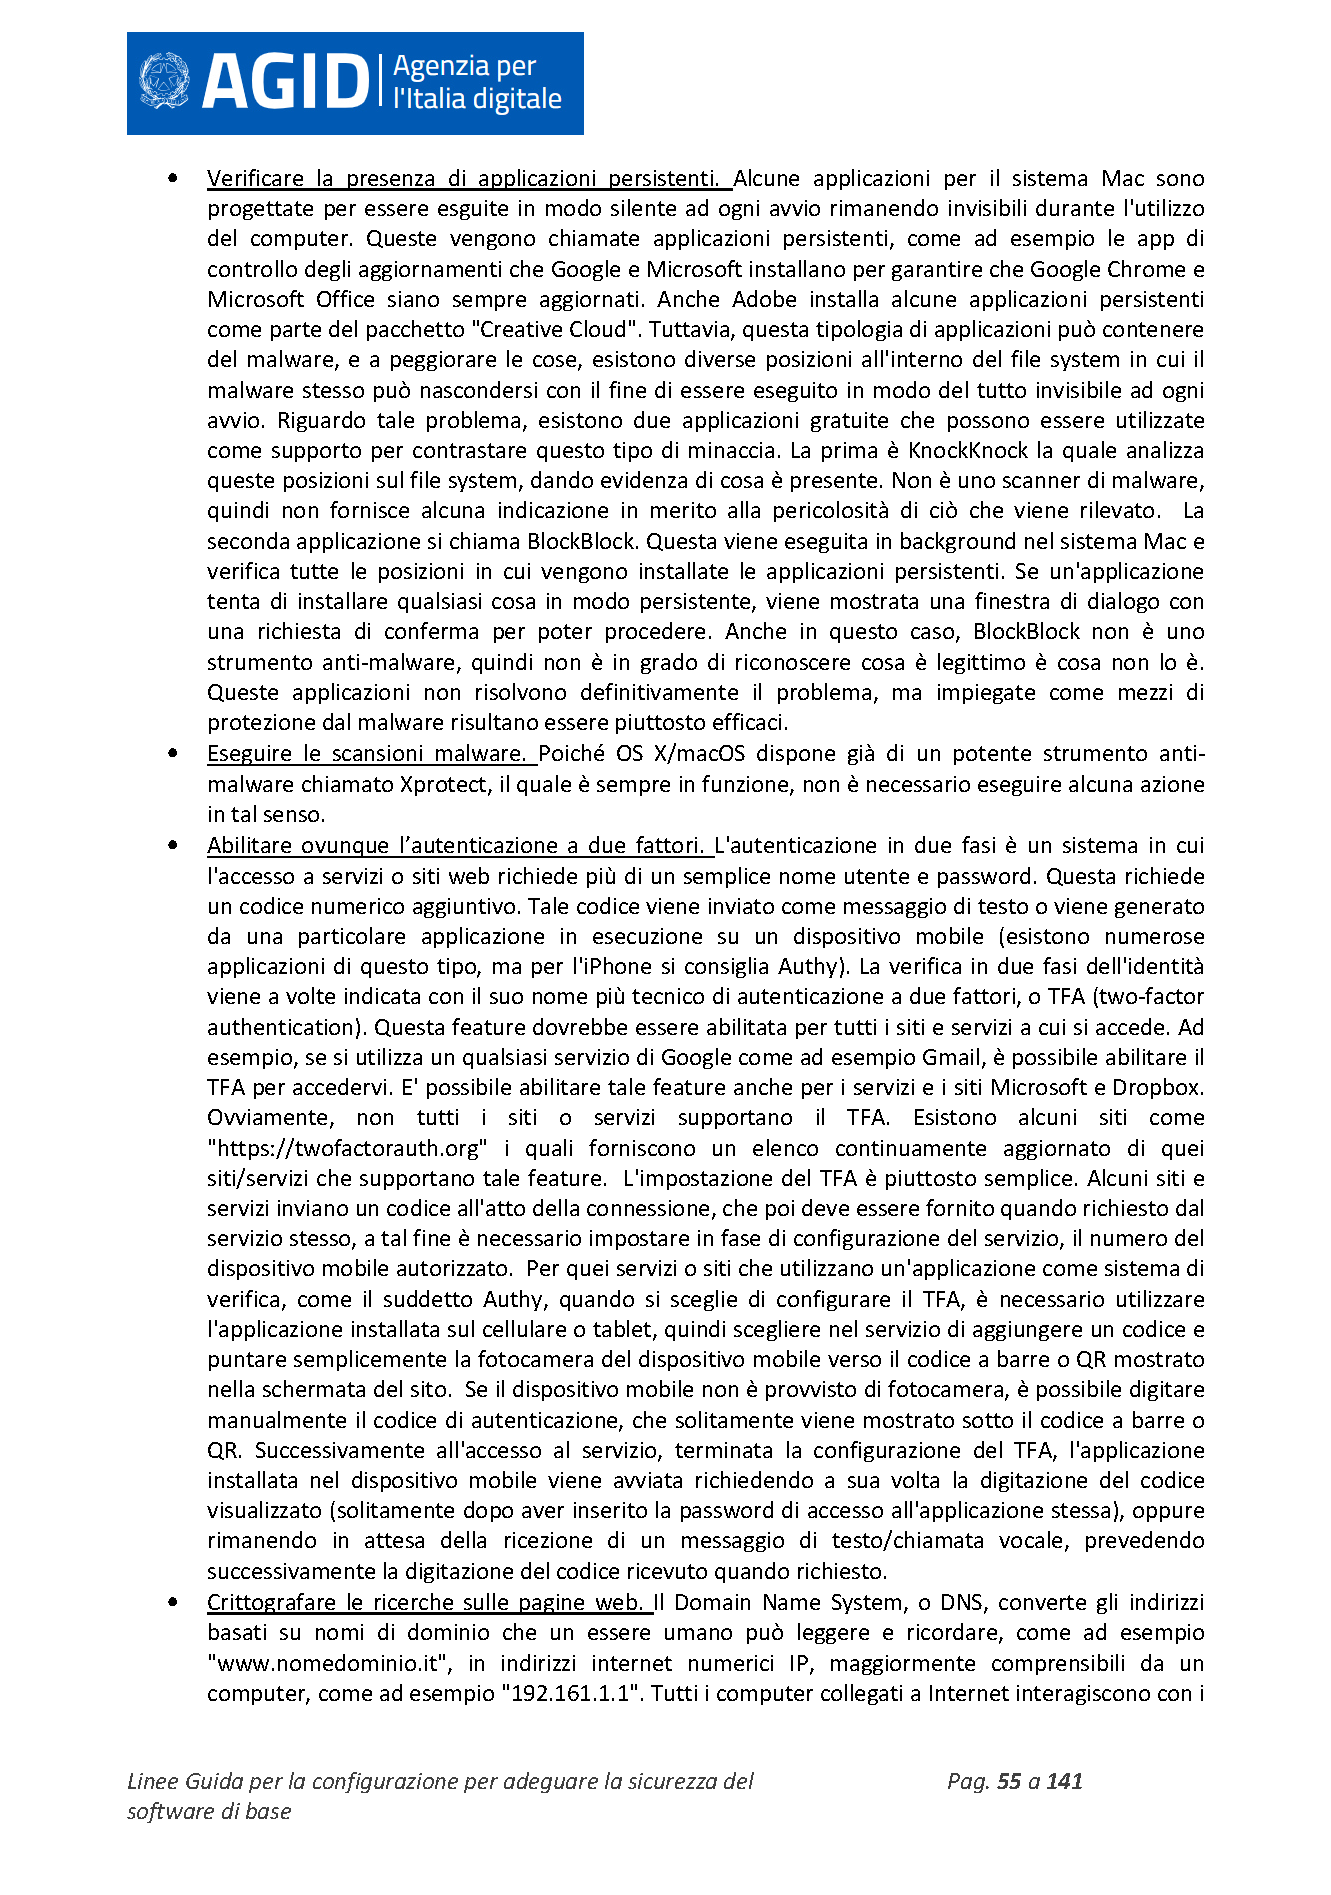 AGID Agenzia per
l'Italia digitale
• Verificare la presenza di applicazioni persistenti. Alcune applicazioni per il sistema Mac sono
progettate per essere esguite in modo silente ad ogni avvio rimanendo invisibili durante l'utilizzo
del computer. Queste vengono chiamate applicazioni persistenti, come ad esempio le app di
controllo degli aggiornamenti che Google e Microsoft installano per garantire che Google Chrome e
Microsoft Office siano sempre aggiornati. Anche Adobe installa alcune applicazioni persistenti
come parte del pacchetto "Creative Cloud". Tuttavia, questa tipologia di applicazioni può contenere
del malware, e a peggiorare le cose, esistono diverse posizioni all'interno del file system in cui il
malware stesso può nascondersi con il fine di essere eseguito in modo del tutto invisibile ad ogni
avvio. Riguardo tale problema, esistono due applicazioni gratuite che possono essere utilizzate
come supporto per contrastare questo tipo di minaccia. La prima è KnockKnock la quale analizza
queste posizioni sul file system, dando evidenza di cosa è presente. Non è uno scanner di malware,
quindi non fornisce alcuna indicazione in merito alla pericolosità di ciò che viene rilevato. La
seconda applicazione si chiama BlockBlock. Questa viene eseguita in background nel sistema Mac e
verifica tutte le posizioni in cui vengono installate le applicazioni persistenti. Se un'applicazione
tenta di installare qualsiasi cosa in modo persistente, viene mostrata una finestra di dialogo con
una richiesta di conferma per poter procedere. Anche in questo caso, BlockBlock non è uno
strumento anti-malware, quindi non è in grado di riconoscere cosa è legittimo è cosa non lo è.
Queste applicazioni non risolvono definitivamente il problema, ma impiegate come mezzi di
protezione dal malware risultano essere piuttosto efficaci.
• Eseguire le scansioni malware. Poiché OS X/macOS dispone già di un potente strumento anti-
malware chiamato Xprotect, il quale è sempre in funzione, non è necessario eseguire alcuna azione
in tal senso.
• Abilitare ovunque l’autenticazione a due fattori. L'autenticazione in due fasi è un sistema in cui
l'accesso a servizi o siti web richiede più di un semplice nome utente e password. Questa richiede
un codice numerico aggiuntivo. Tale codice viene inviato come messaggio di testo o viene generato
da una particolare applicazione in esecuzione su un dispositivo mobile (esistono numerose
applicazioni di questo tipo, ma per l'iPhone si consiglia Authy). La verifica in due fasi dell'identità
viene a volte indicata con il suo nome più tecnico di autenticazione a due fattori, o TFA (two-factor
authentication). Questa feature dovrebbe essere abilitata per tutti i siti e servizi a cui si accede. Ad
esempio, se si utilizza un qualsiasi servizio di Google come ad esempio Gmail, è possibile abilitare il
TFA per accedervi. E' possibile abilitare tale feature anche per i servizi e i siti Microsoft e Dropbox.
Ovviamente, non tutti i siti o servizi supportano il TFA. Esistono alcuni siti come
"https://twofactorauth.org" i quali forniscono un elenco continuamente aggiornato di quei
siti/servizi che supportano tale feature. L'impostazione del TFA è piuttosto semplice. Alcuni siti e
servizi inviano un codice all'atto della connessione, che poi deve essere fornito quando richiesto dal
servizio stesso, a tal fine è necessario impostare in fase di configurazione del servizio, il numero del
dispositivo mobile autorizzato. Per quei servizi o siti che utilizzano un'applicazione come sistema di
verifica, come il suddetto Authy, quando si sceglie di configurare il TFA, è necessario utilizzare
l'applicazione installata sul cellulare o tablet, quindi scegliere nel servizio di aggiungere un codice e
puntare semplicemente la fotocamera del dispositivo mobile verso il codice a barre o QR mostrato
nella schermata del sito. Se il dispositivo mobile non è provvisto di fotocamera, è possibile digitare
manualmente il codice di autenticazione, che solitamente viene mostrato sotto il codice a barre o
QR. Successivamente all'accesso al servizio, terminata la configurazione del TFA, l'applicazione
installata nel dispositivo mobile viene avviata richiedendo a sua volta la digitazione del codice
visualizzato (solitamente dopo aver inserito la password di accesso all'applicazione stessa), oppure
rimanendo in attesa della ricezione di un messaggio di testo/chiamata vocale, prevedendo
successivamente la digitazione del codice ricevuto quando richiesto.
• Crittografare le ricerche sulle pagine web. Il Domain Name System, o DNS, converte gli indirizzi
basati su nomi di dominio che un essere umano può leggere e ricordare, come ad esempio
"www.nomedominio.it", in indirizzi internet numerici IP, maggiormente comprensibili da un
computer, come ad esempio "192.161.1.1". Tutti i computer collegati a Internet interagiscono con i
Linee Guida per la configurazione per adeguare la sicurezza del Pag. 55 a 141
software di base